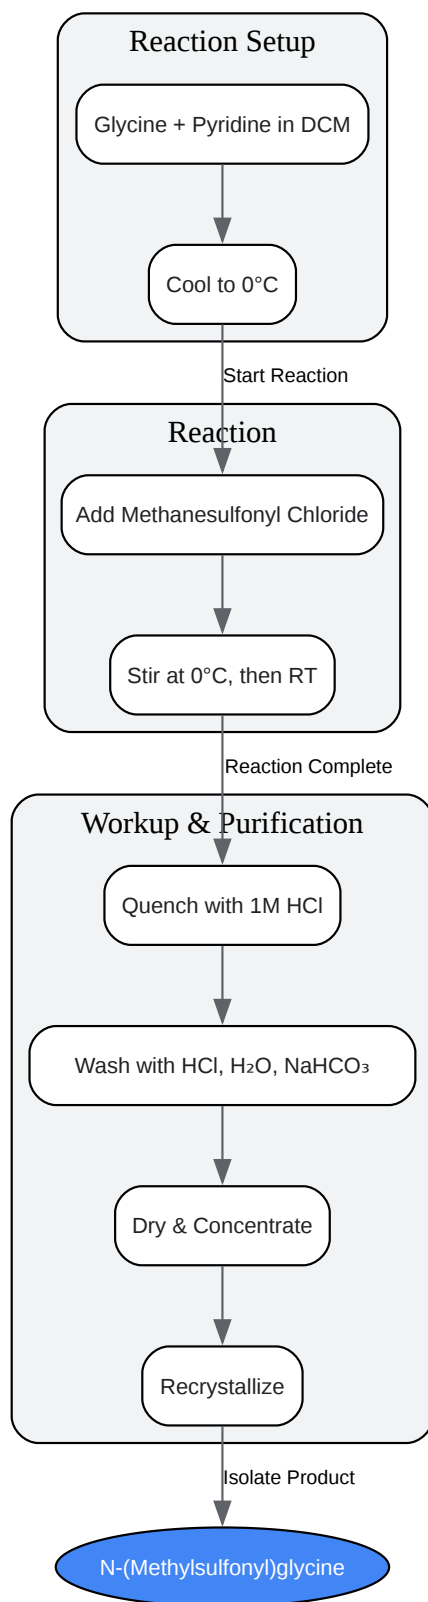 Reaction Setup
Glycine + Pyridine in DCM
Cool to 0°C
Start Reaction
Reaction
Add Methanesulfonyl Chloride
Stir at 0°C, then RT
Reaction Complete
Workup & Purification
Quench with 1M HCl
Wash with HCl, H₂O, NaHCO₃
Dry & Concentrate
Recrystallize
Isolate Product
N-(Methylsulfonyl)glycine